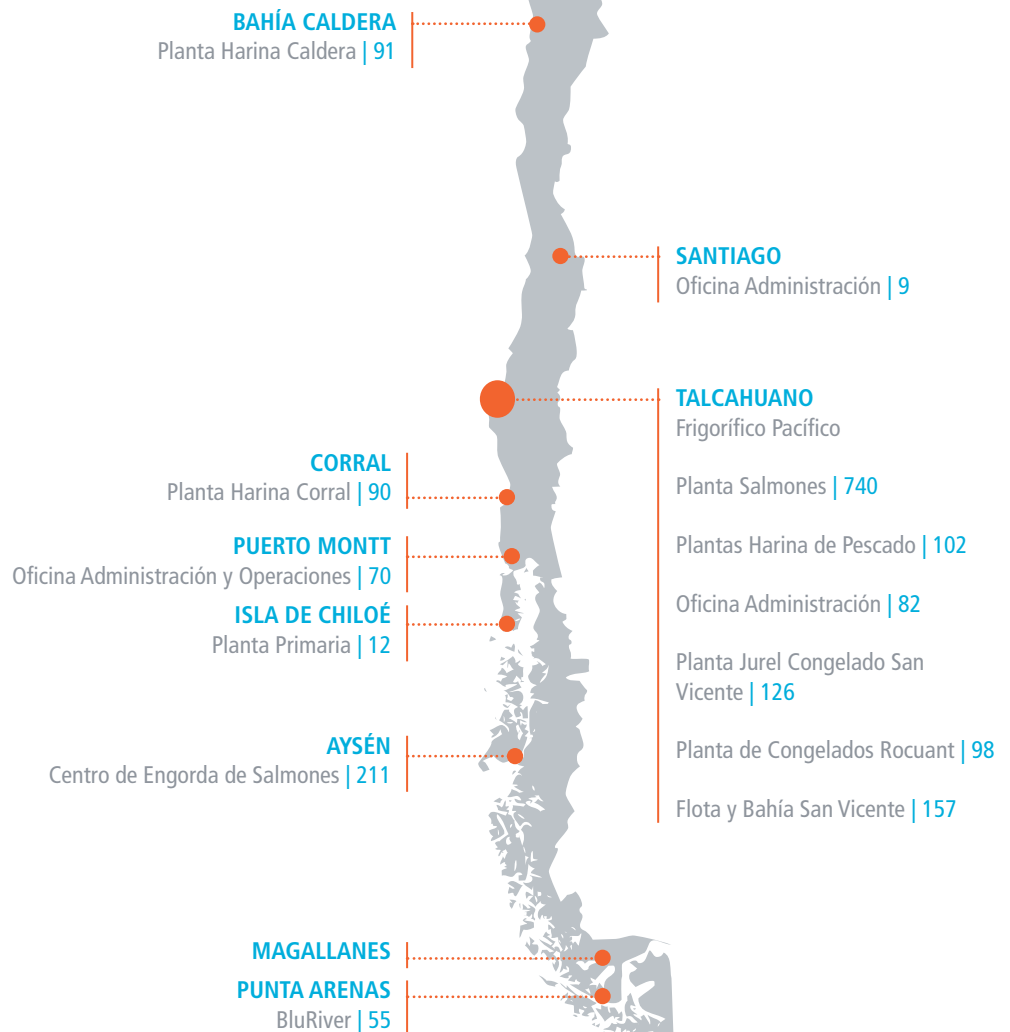 BAHÍA CALDERA
Planta Harina Caldera | 91
SANTIAGO
Oficina Administración | 9
TALCAHUANO
Frigorífico Pacífico
Planta Salmones | 740
Plantas Harina de Pescado | 102
Oficina Administración | 82
Planta Jurel Congelado San
Vicente | 126
Planta de Congelados Rocuant | 98
Flota y Bahía San Vicente | 157
CORRAL
Planta Harina Corral | 90
PUERTO MONTT
Oficina Administración y Operaciones | 70
ISLA DE CHILOÉ
Planta Primaria | 12
AYSÉN
Centro de Engorda de Salmones | 211
MAGALLANES
PUNTA ARENAS
BluRiver | 55